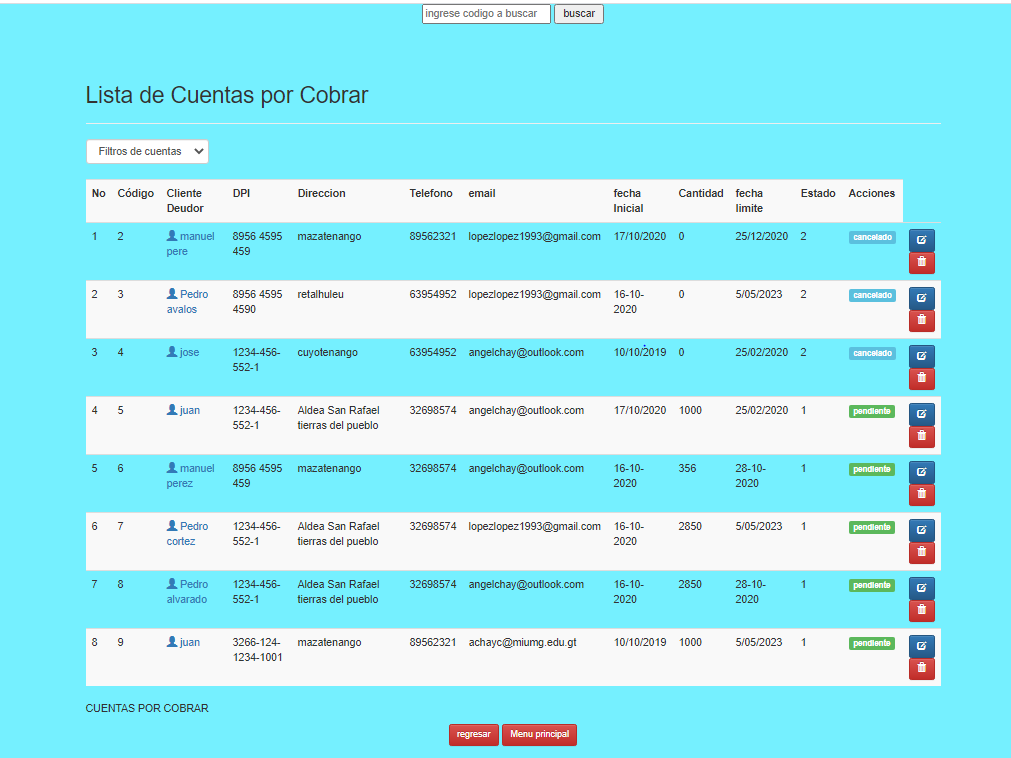 ingrese codigo a buscar buscar
Lista de Cuentas por Cobrar
Filtros de cuentas
No Código Cliente Deudor DPI Direccion Telefono email fecha Inicial Cantidad fecha limite Estado Acciones
1 2 manuel pere 8956 4595 459 mazatenango 89562321 lopezlopez1993@gmail.com 17/10/2020 0 25/12/2020 2 cancelado
2 3 Pedro avalos 8956 4595 4590 retalhuleu 63954952 lopezlopez1993@gmail.com 16-10-2020 0 5/05/2023 2 cancelado
3 4 jose 1234-456-552-1 cuyotenango 63954952 angelchay@outlook.com 10/10/2019 0 25/02/2020 2 cancelado
4 5 juan 1234-456-552-1 Aldea San Rafael tierras del pueblo 32698574 angelchay@outlook.com 17/10/2020 1000 25/02/2020 1 pendiente
5 6 manuel perez 8956 4595 459 mazatenango 32698574 angelchay@outlook.com 16-10-2020 356 28-10-2020 1 pendiente
6 7 Pedro cortez 1234-456-552-1 Aldea San Rafael tierras del pueblo 32698574 lopezlopez1993@gmail.com 16-10-2020 2850 5/05/2023 1 pendiente
7 8 Pedro alvarado 1234-456-552-1 Aldea San Rafael tierras del pueblo 32698574 angelchay@outlook.com 16-10-2020 2850 28-10-2020 1 pendiente
8 9 juan 3266-124-1234-1001 mazatenango 89562321 achayc@miumg.edu.gt 10/10/2019 1000 5/05/2023 1 pendiente
CUENTAS POR COBRAR
regresar Menu principal